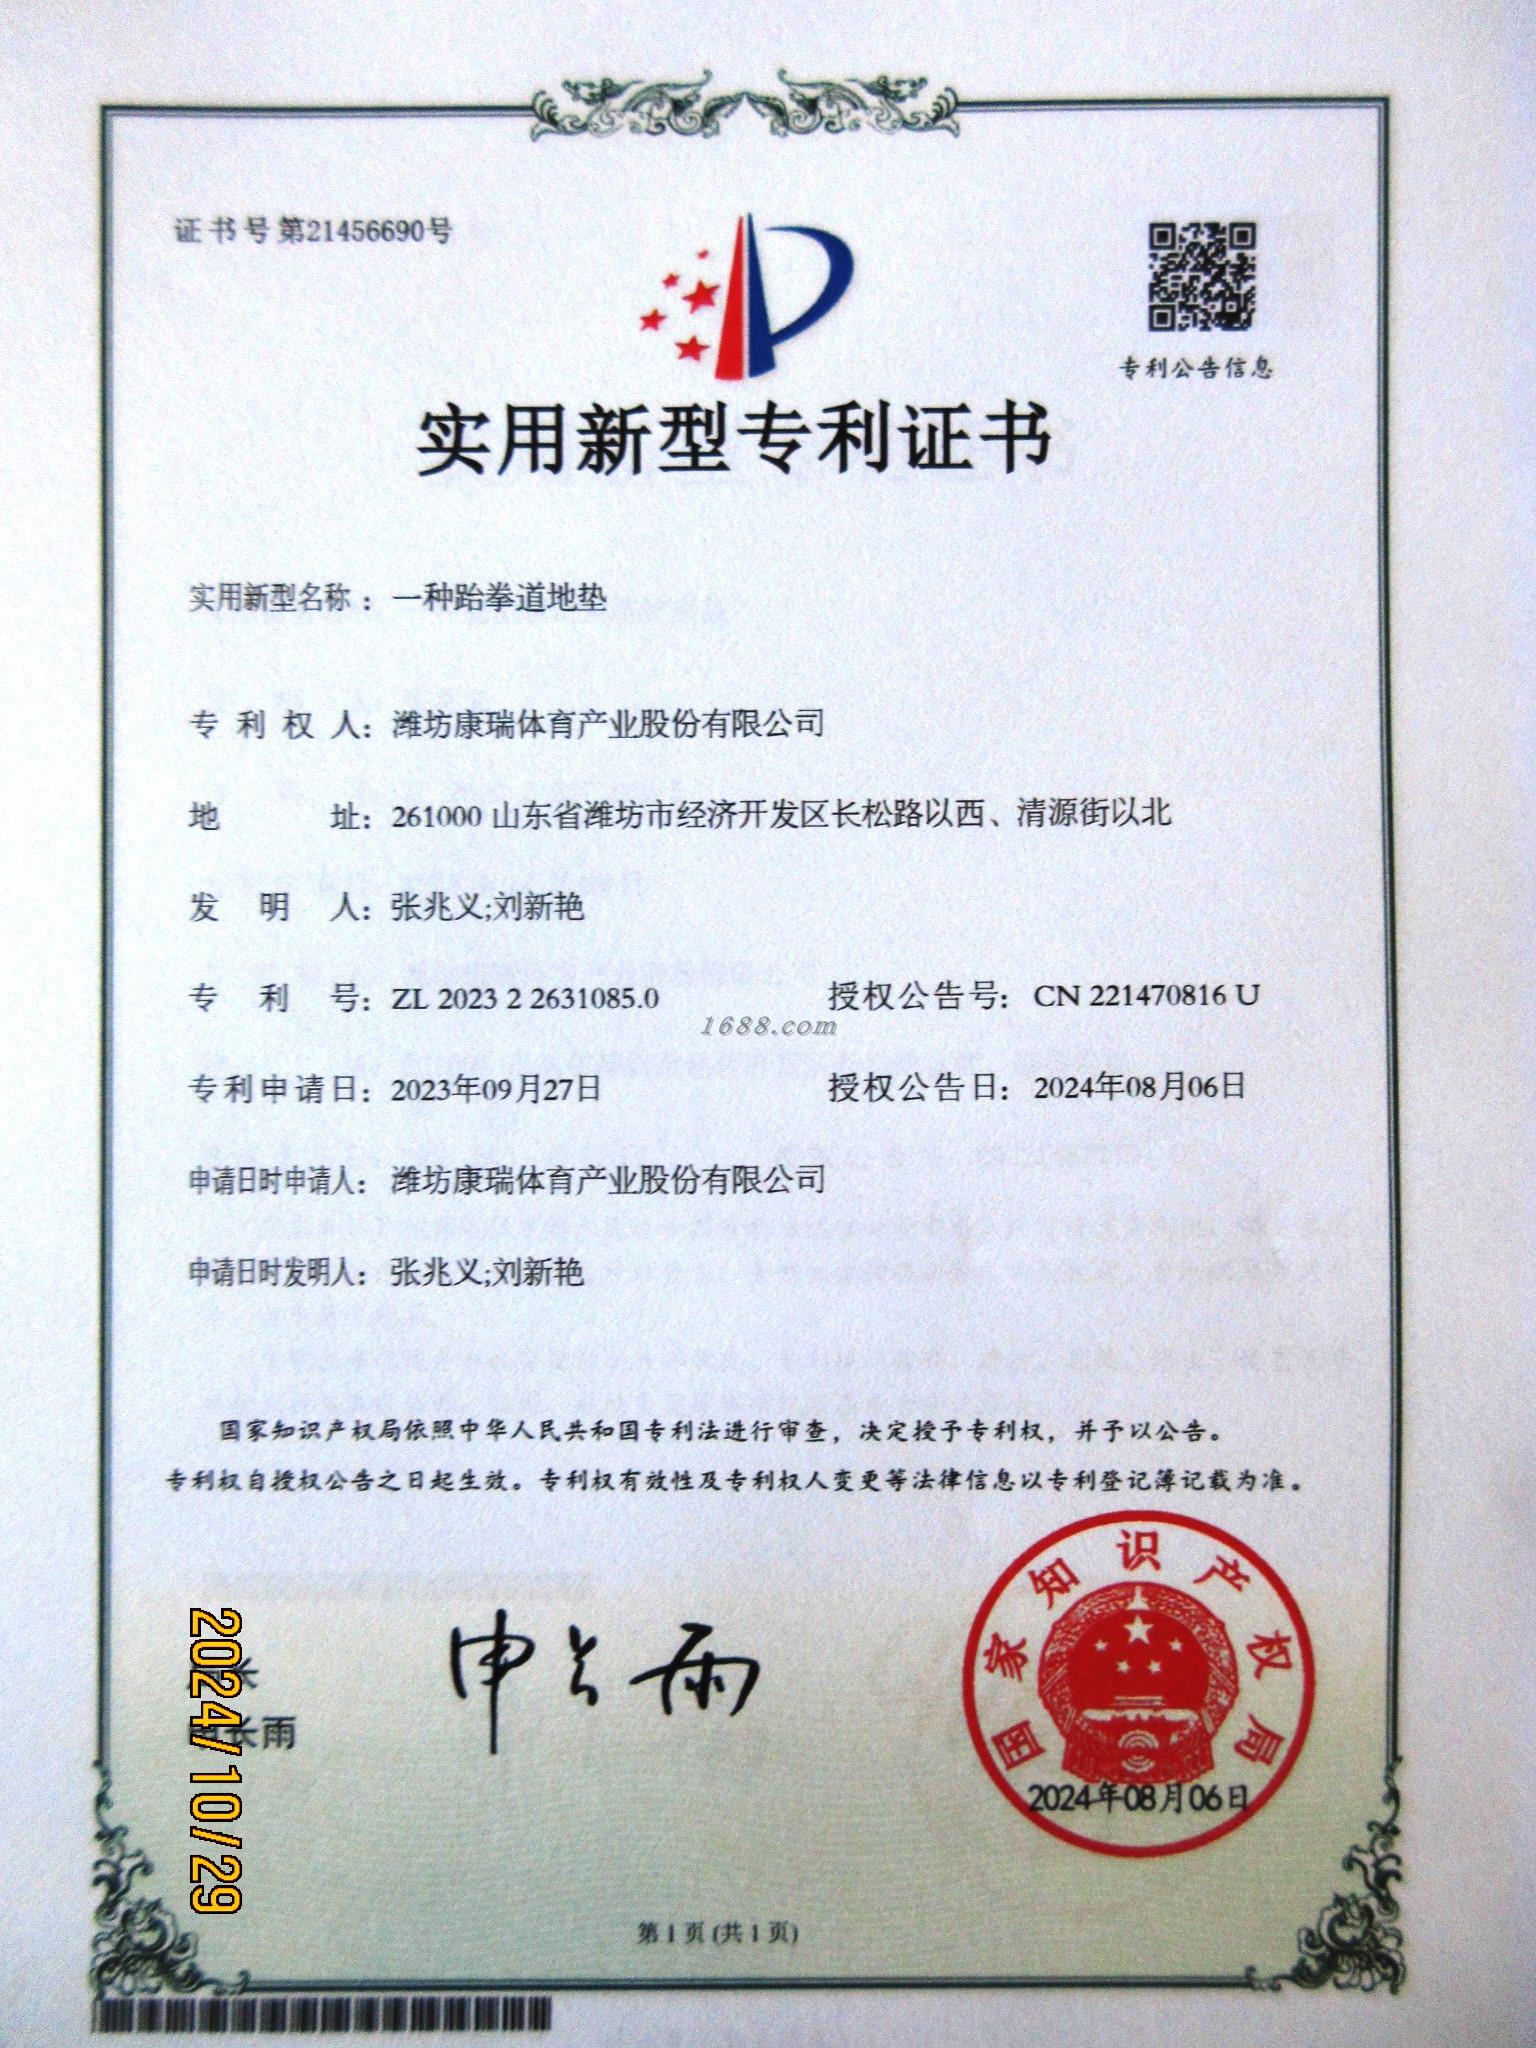 证书号第21456690号
专利公告信息
实用新型专利证书
实用新型名称：一种跆拳道地垫
专利权人：潍坊康瑞体育产业股份有限公司
地址：261000 山东省潍坊市经济开发区长松路以西、清源街以北
发明人：张兆义;刘新艳
专利号：ZL 2023 2 2631085.0 授权公告号：CN 221470816 U
1688.com
专利申请日：2023年09月27日 授权公告日：2024年08月06日
申请日时申请人：潍坊康瑞体育产业股份有限公司
申请日时发明人：张兆义;刘新艳
国家知识产权局依照中华人民共和国专利法进行审查，决定授予专利权，并予以公告。
专利权自授权公告之日起生效。专利权有效性及专利权人变更等法律信息以专利登记簿记载为准。
局长
申长雨
申长雨
2024/10/29
国家知识产权局
2024年08月06日
第 1 页 (共 1 页)